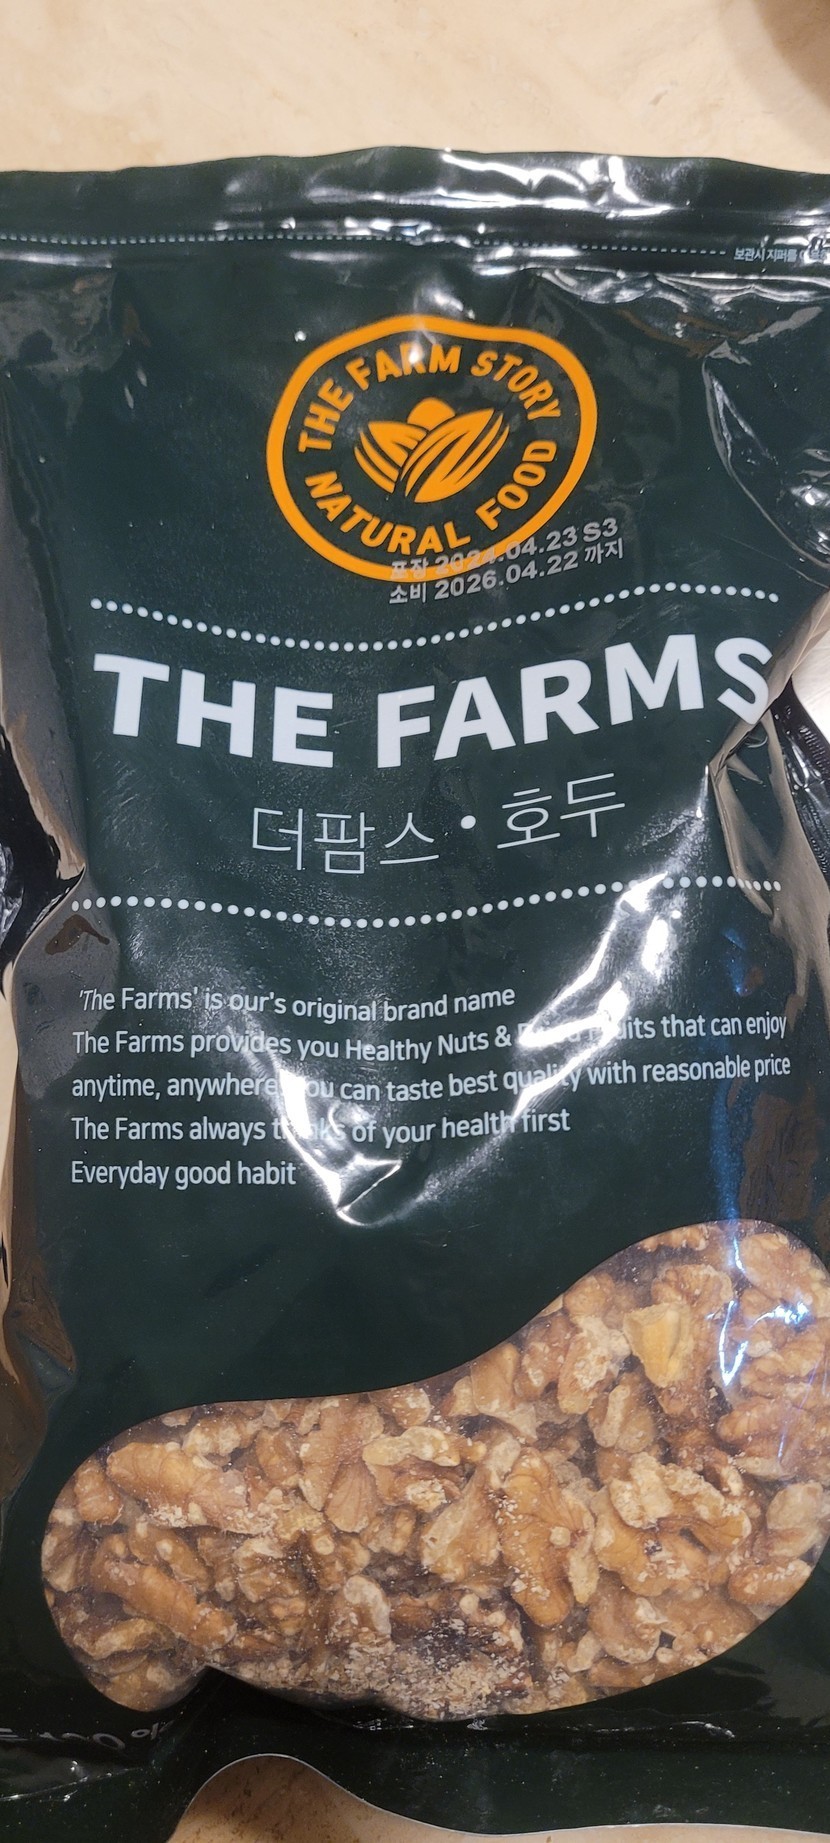 보관시 지퍼를
THE FARM STORY
NATURAL FOOD
포장 2024.04.23 S3
소비 2026.04.22 까지
THE FARMS
더팜스 · 호두
'The Farms' is our's original brand name
The Farms provides you Healthy Nuts & that can enjoy
anytime, anywhere you can taste best quality with reasonable price
The Farms always thinks of your health first
Everyday good habit